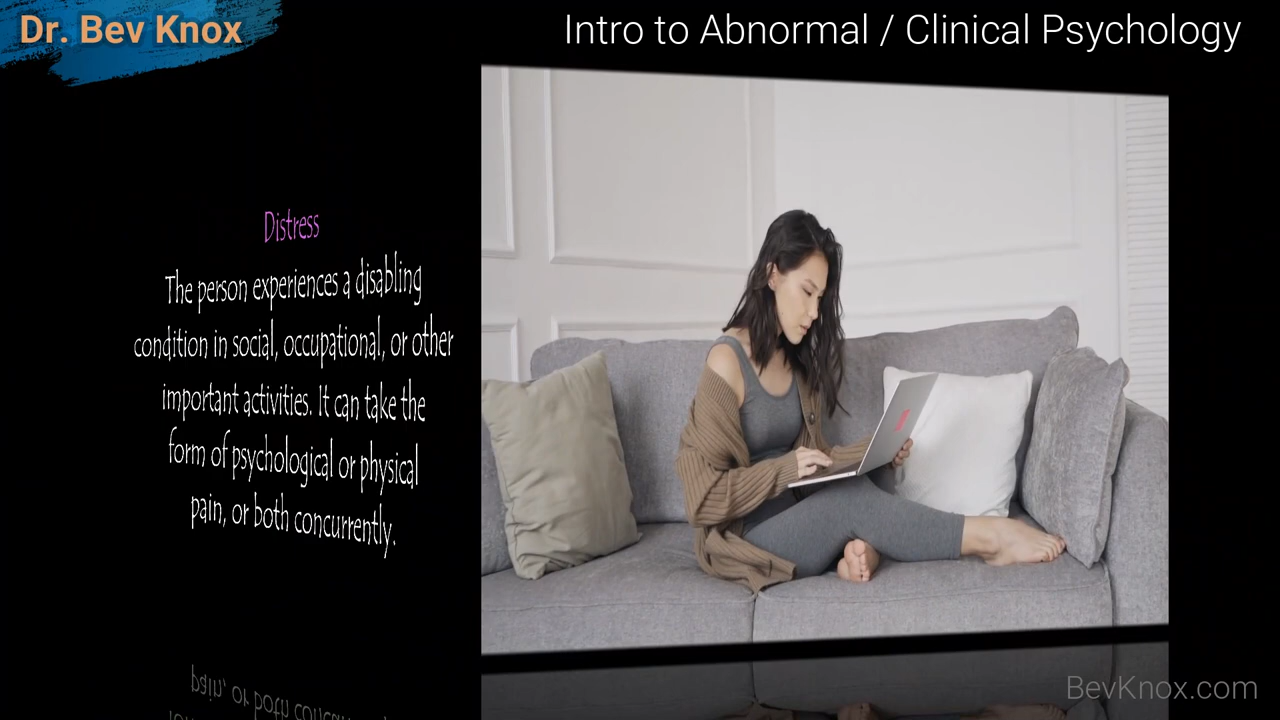 Dr. Bev Knox
Intro to Abnormal / Clinical Psychology
Distress
The person experiences a disabling
condition in social, occupational, or other
important activities. It can take the
form of psychological or physical
pain, or both concurrently.
BevKnox.com